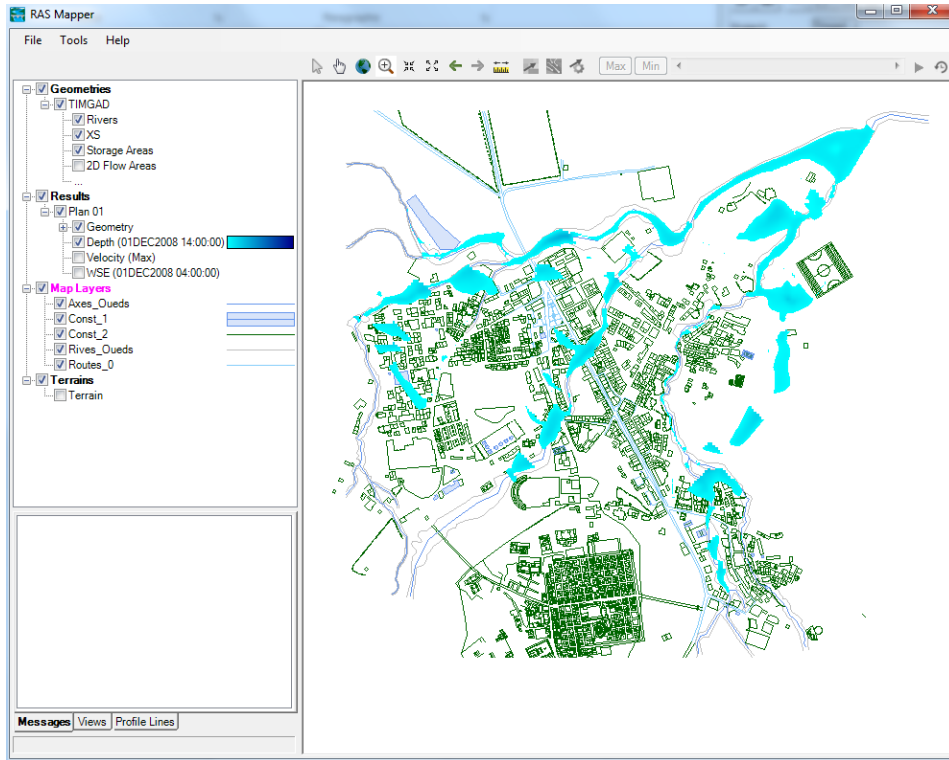 RAS Mapper
File Tools Help
Max Min
Geometries
TIMGAD
Rivers
XS
Storage Areas
2D Flow Areas
...
Results
Plan 01
Geometry
Depth (01DEC2008 14:00:00)
Velocity (Max)
WSE (01DEC2008 04:00:00)
Map Layers
Axes_Oueds
Const_1
Const_2
Rives_Oueds
Routes_0
Terrains
Terrain
Messages Views Profile Lines